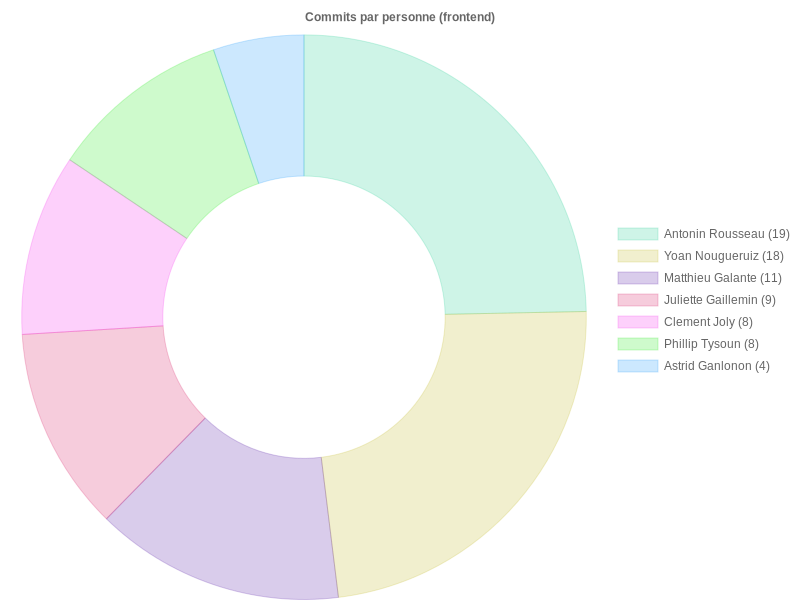 Commits par personne (frontend)
Antonin Rousseau (19)
Yoan Nougueruiz (18)
Matthieu Galante (11)
Juliette Gaillemin (9)
Clement Joly (8)
Phillip Tysoun (8)
Astrid Ganlonon (4)